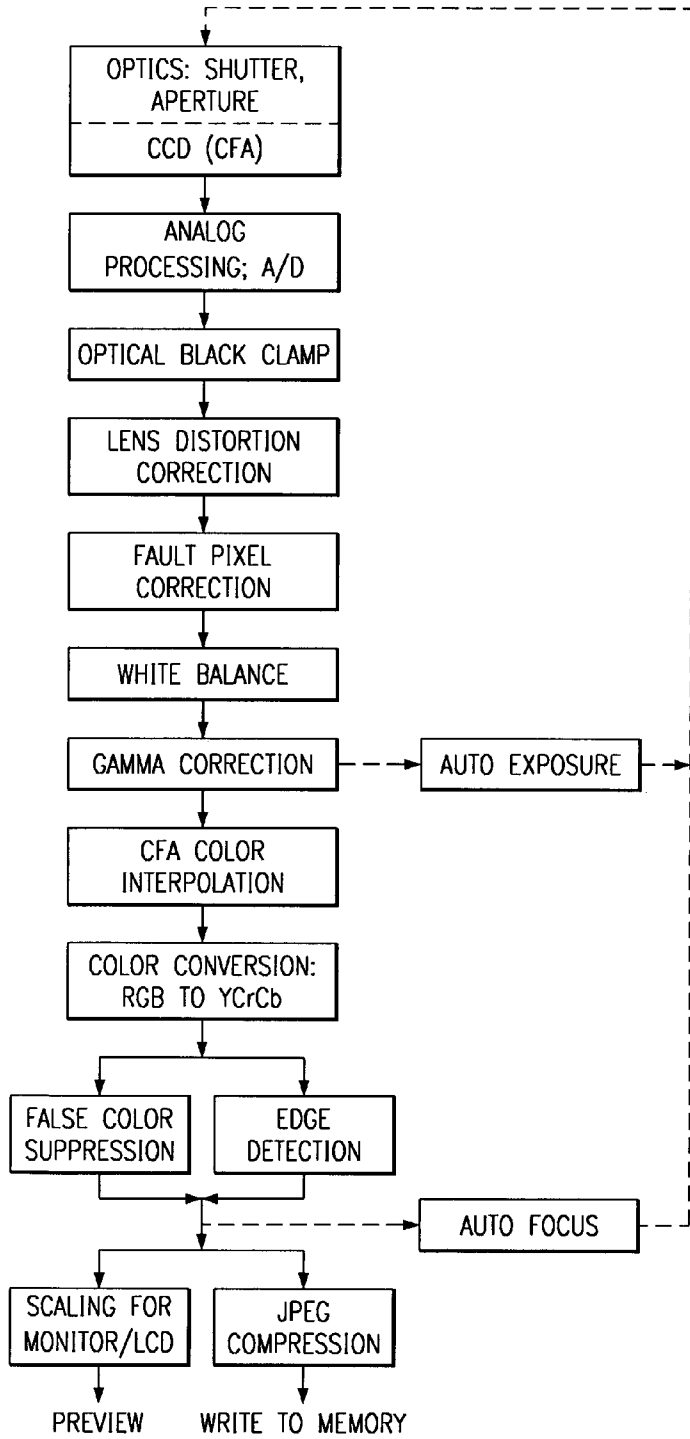 OPTICS: SHUTTER,
APERTURE
CCD (CFA)
ANALOG
PROCESSING; A/D
OPTICAL BLACK CLAMP
LENS DISTORTION
CORRECTION
FAULT PIXEL
CORRECTION
WHITE BALANCE
GAMMA CORRECTION
AUTO EXPOSURE
CFA COLOR
INTERPOLATION
COLOR CONVERSION:
RGB TO YCrCb
FALSE COLOR
SUPPRESSION
EDGE
DETECTION
AUTO FOCUS
SCALING FOR
MONITOR/LCD
JPEG
COMPRESSION
PREVIEW
WRITE TO MEMORY